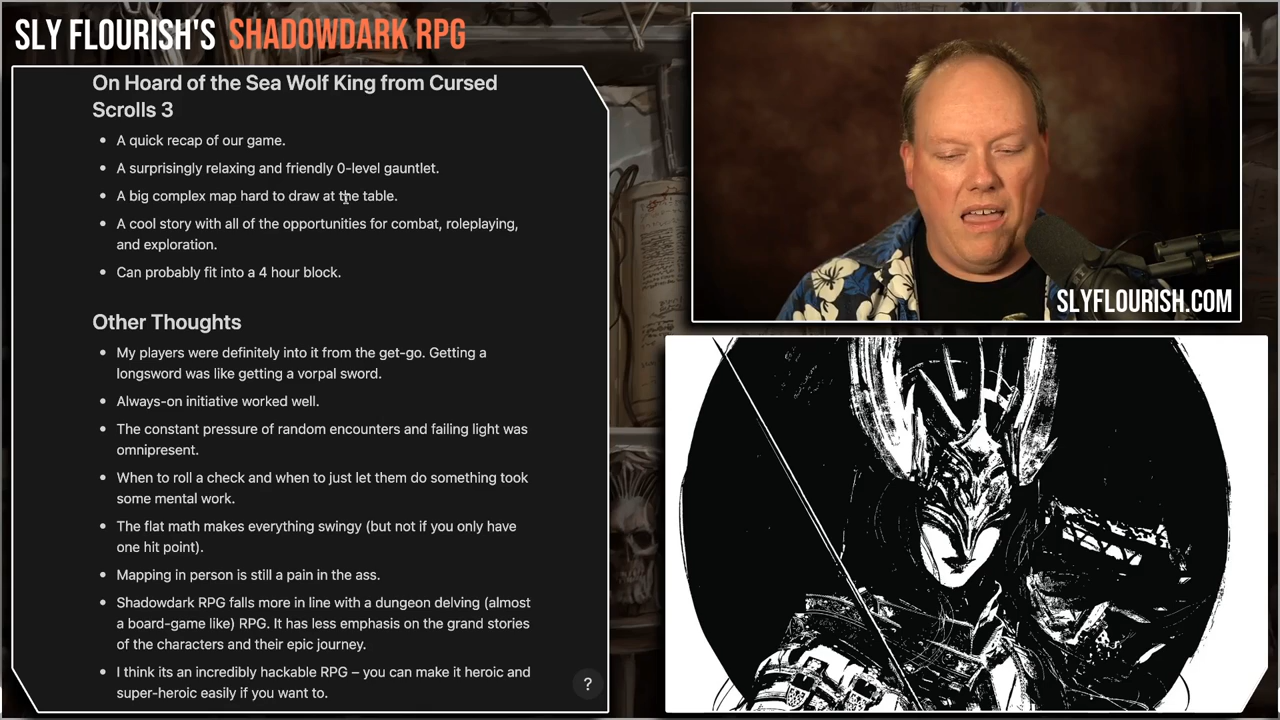 SLY FLOURISH'S SHADOWDARK RPG
On Hoard of the Sea Wolf King from Cursed
Scrolls 3
• A quick recap of our game.
• A surprisingly relaxing and friendly 0-level gauntlet.
• A big complex map hard to draw at the table.
• A cool story with all of the opportunities for combat, roleplaying,
and exploration.
• Can probably fit into a 4 hour block.
Other Thoughts
• My players were definitely into it from the get-go. Getting a
longsword was like getting a vorpal sword.
• Always-on initiative worked well.
• The constant pressure of random encounters and failing light was
omnipresent.
• When to roll a check and when to just let them do something took
some mental work.
• The flat math makes everything swingy (but not if you only have
one hit point).
• Mapping in person is still a pain in the ass.
• Shadowdark RPG falls more in line with a dungeon delving (almost
a board-game like) RPG. It has less emphasis on the grand stories
of the characters and their epic journey.
• I think its an incredibly hackable RPG – you can make it heroic and
super-heroic easily if you want to.
?
SLYFLOURISH.COM